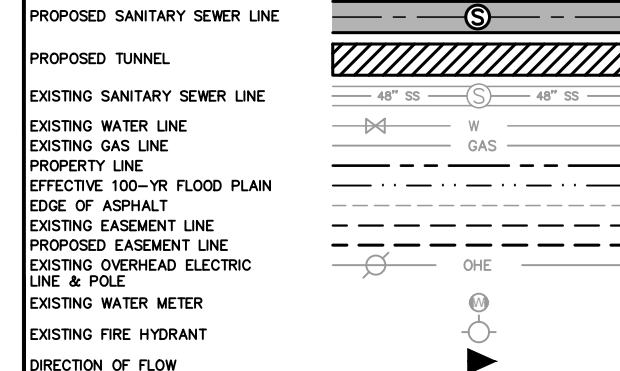 PROPOSED SANITARY SEWER LINE
S
PROPOSED TUNNEL
EXISTING SANITARY SEWER LINE
48" SS S 48" SS
EXISTING WATER LINE
W
EXISTING GAS LINE
GAS
PROPERTY LINE
EFFECTIVE 100-YR FLOOD PLAIN
EDGE OF ASPHALT
EXISTING EASEMENT LINE
PROPOSED EASEMENT LINE
EXISTING OVERHEAD ELECTRIC
LINE & POLE
OHE
EXISTING WATER METER
W
EXISTING FIRE HYDRANT
DIRECTION OF FLOW